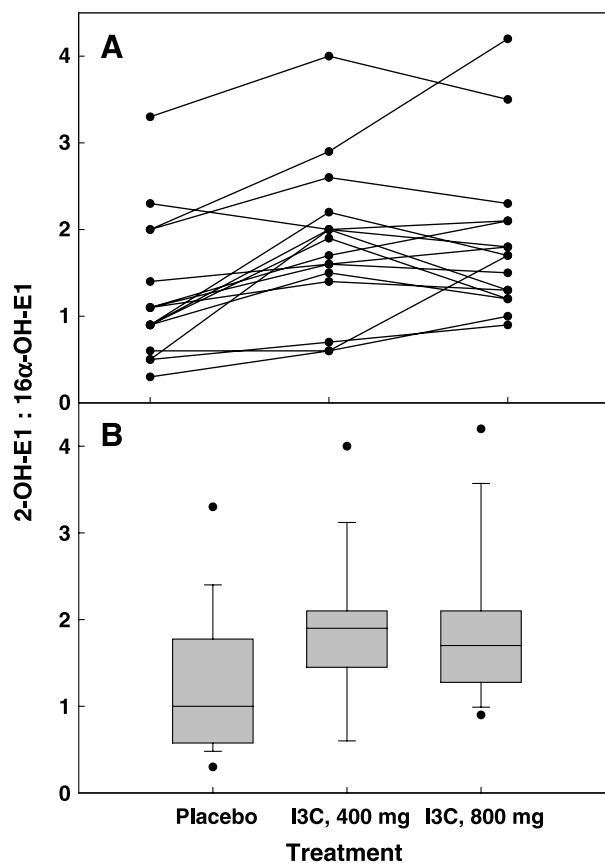 A
4
3
2
1
0
2-OH-E1 : 16α-OH-E1
B
4
3
2
1
0
Placebo I3C, 400 mg I3C, 800 mg
Treatment